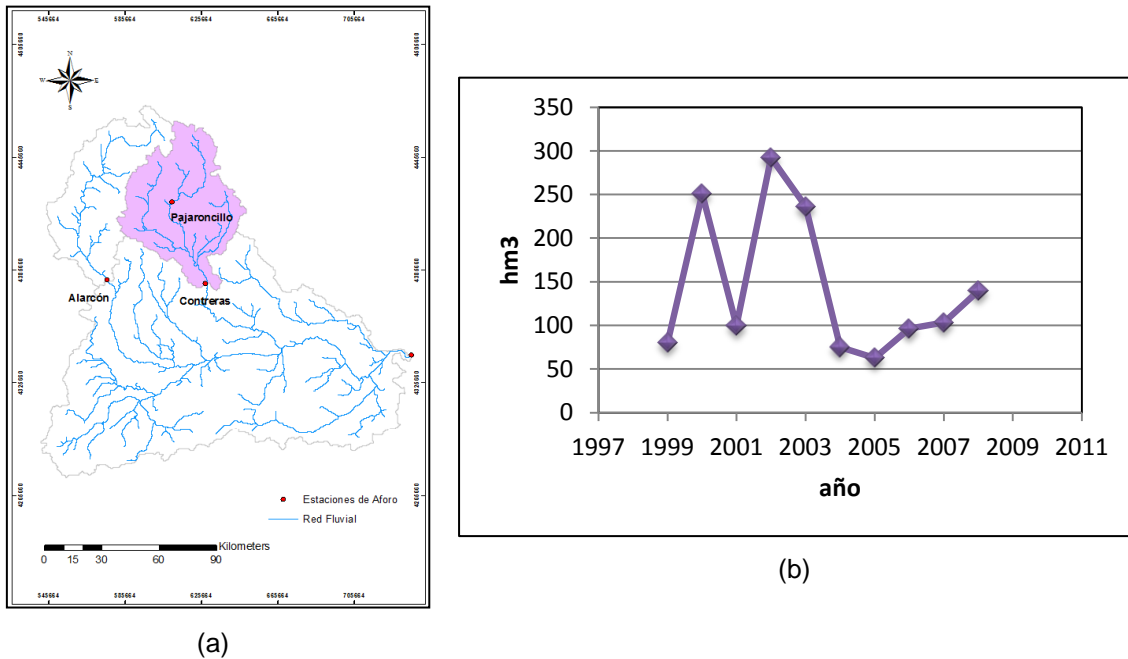 545664 585664 625664 665664 705664
N
W E
S
Pajaroncillo
Alarcón
Contreras
Estaciones de Aforo
Red Fluvial
Kilometers
0 15 30 60 90
545664 585664 625664 665664 705664
(a)
350
300
250
200
150
100
50
0
hm3
1997 1999 2001 2003 2005 2007 2009 2011
año
(b)